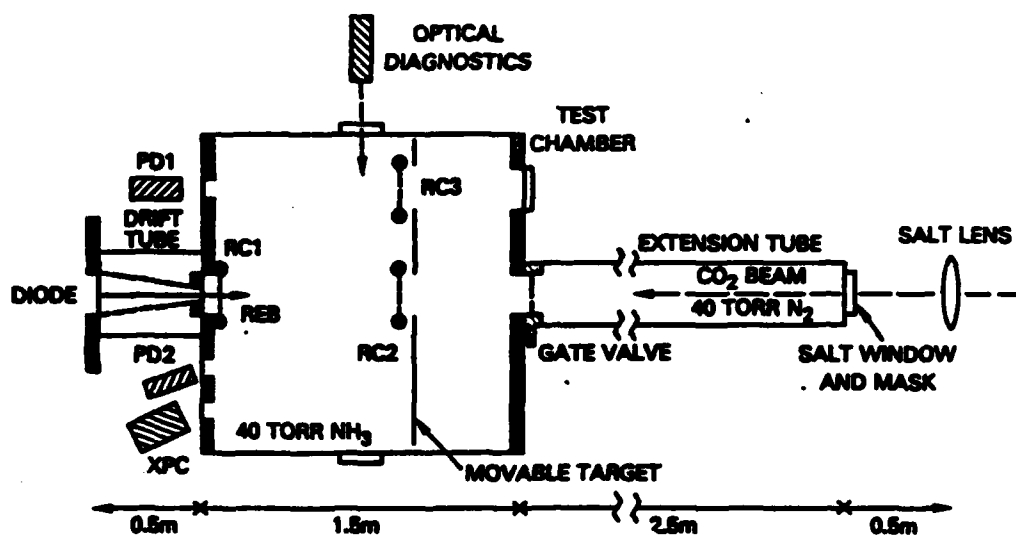 OPTICAL
DIAGNOSTICS
TEST
CHAMBER
PD1
DRIFT
TUBE
RC1
RC3
EXTENSION TUBE
SALT LENS
DIODE
REB
CO₂ BEAM
40 TORR N₂
PD2
RC2
GATE VALVE
SALT WINDOW
AND MASK
XPC
40 TORR NH₃
MOVABLE TARGET
0.5m
1.5m
2.5m
0.5m